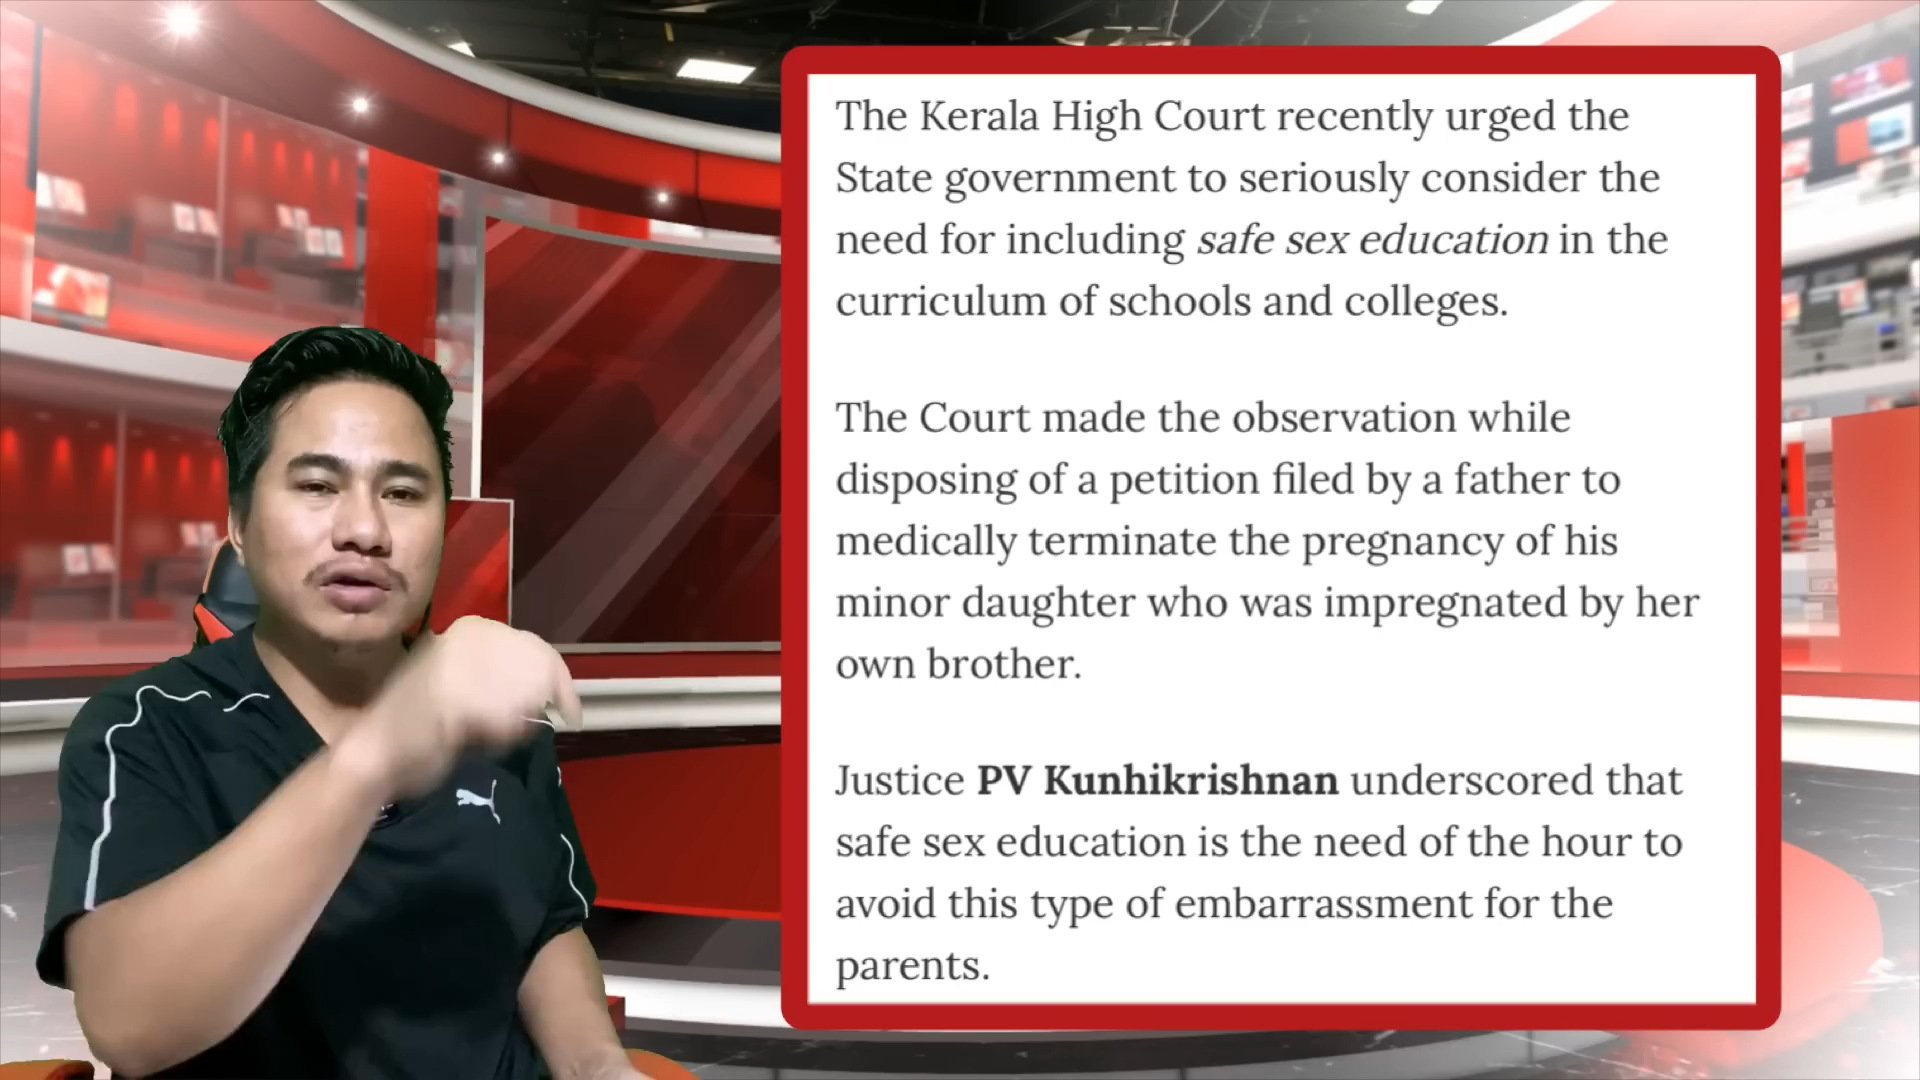 The Kerala High Court recently urged the
State government to seriously consider the
need for including safe sex education in the
curriculum of schools and colleges.
The Court made the observation while
disposing of a petition filed by a father to
medically terminate the pregnancy of his
minor daughter who was impregnated by her
own brother.
Justice PV Kunhikrishnan underscored that
safe sex education is the need of the hour to
avoid this type of embarrassment for the
parents.